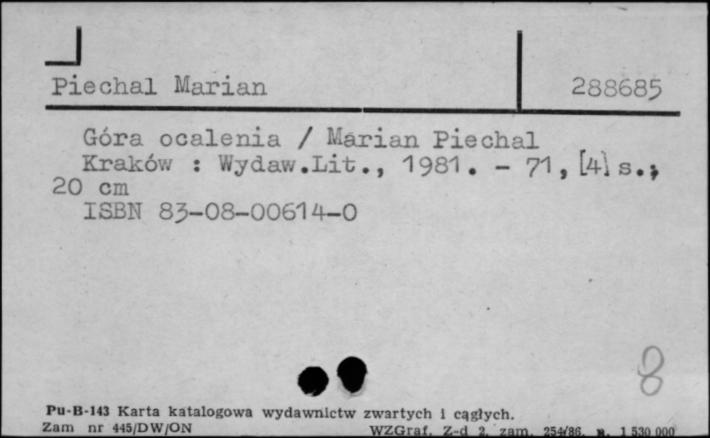 Piechal Marian 288685
Góra ocalenia / Marian Piechal
Kraków : Wydaw.Lit., 1981. – 71, [4] s.;
20 cm
ISBN 83-08-00614-0
8
Pu-B-143 Karta katalogowa wydawnictw zwartych i ciągłych.
Zam nr 445/DW/ON WZGraf. Z-d 2. zam. 254/86. n. 1 530 000